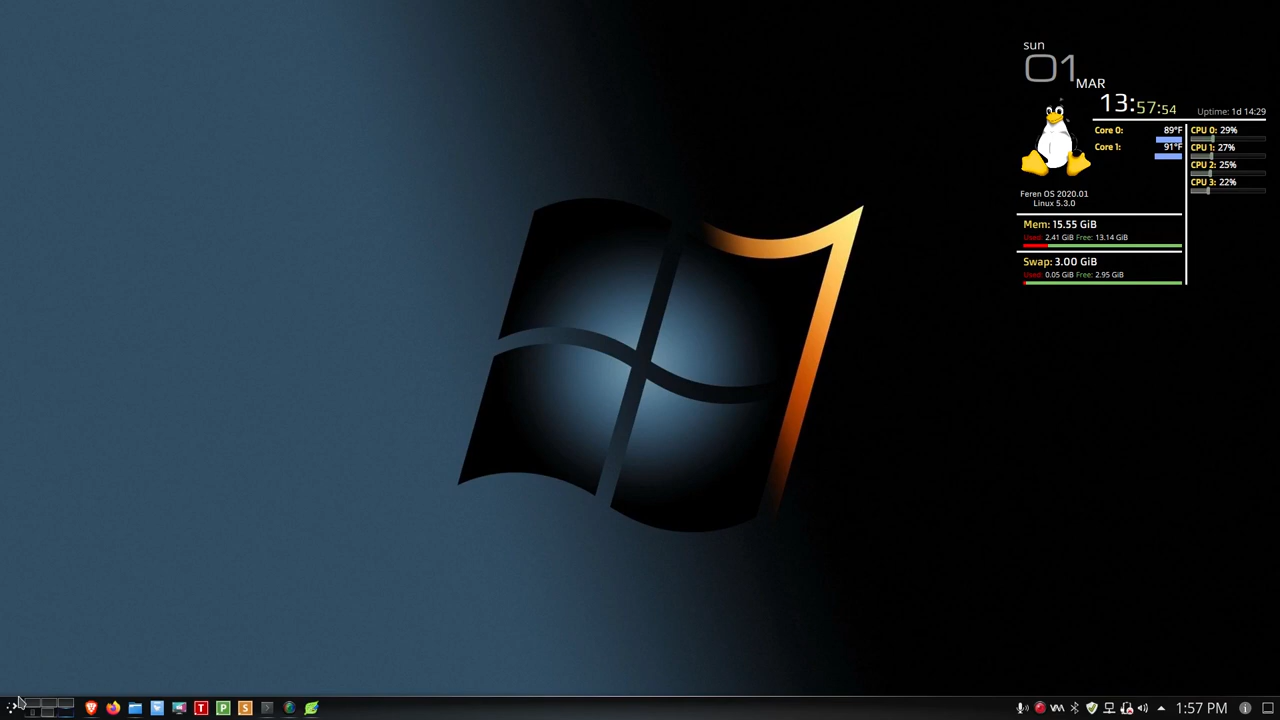 sun
01
MAR
13:57:54
Uptime: 1d 14:29
Core 0: 89°F
CPU 0: 29%
Core 1: 91°F
CPU 1: 27%
CPU 2: 25%
CPU 3: 22%
Feren OS 2020.01
Linux 5.3.0
Mem: 15.55 GiB
Used: 2.41 GiB Free: 13.14 GiB
Swap: 3.00 GiB
Used: 0.05 GiB Free: 2.95 GiB
T P S 1:57 PM